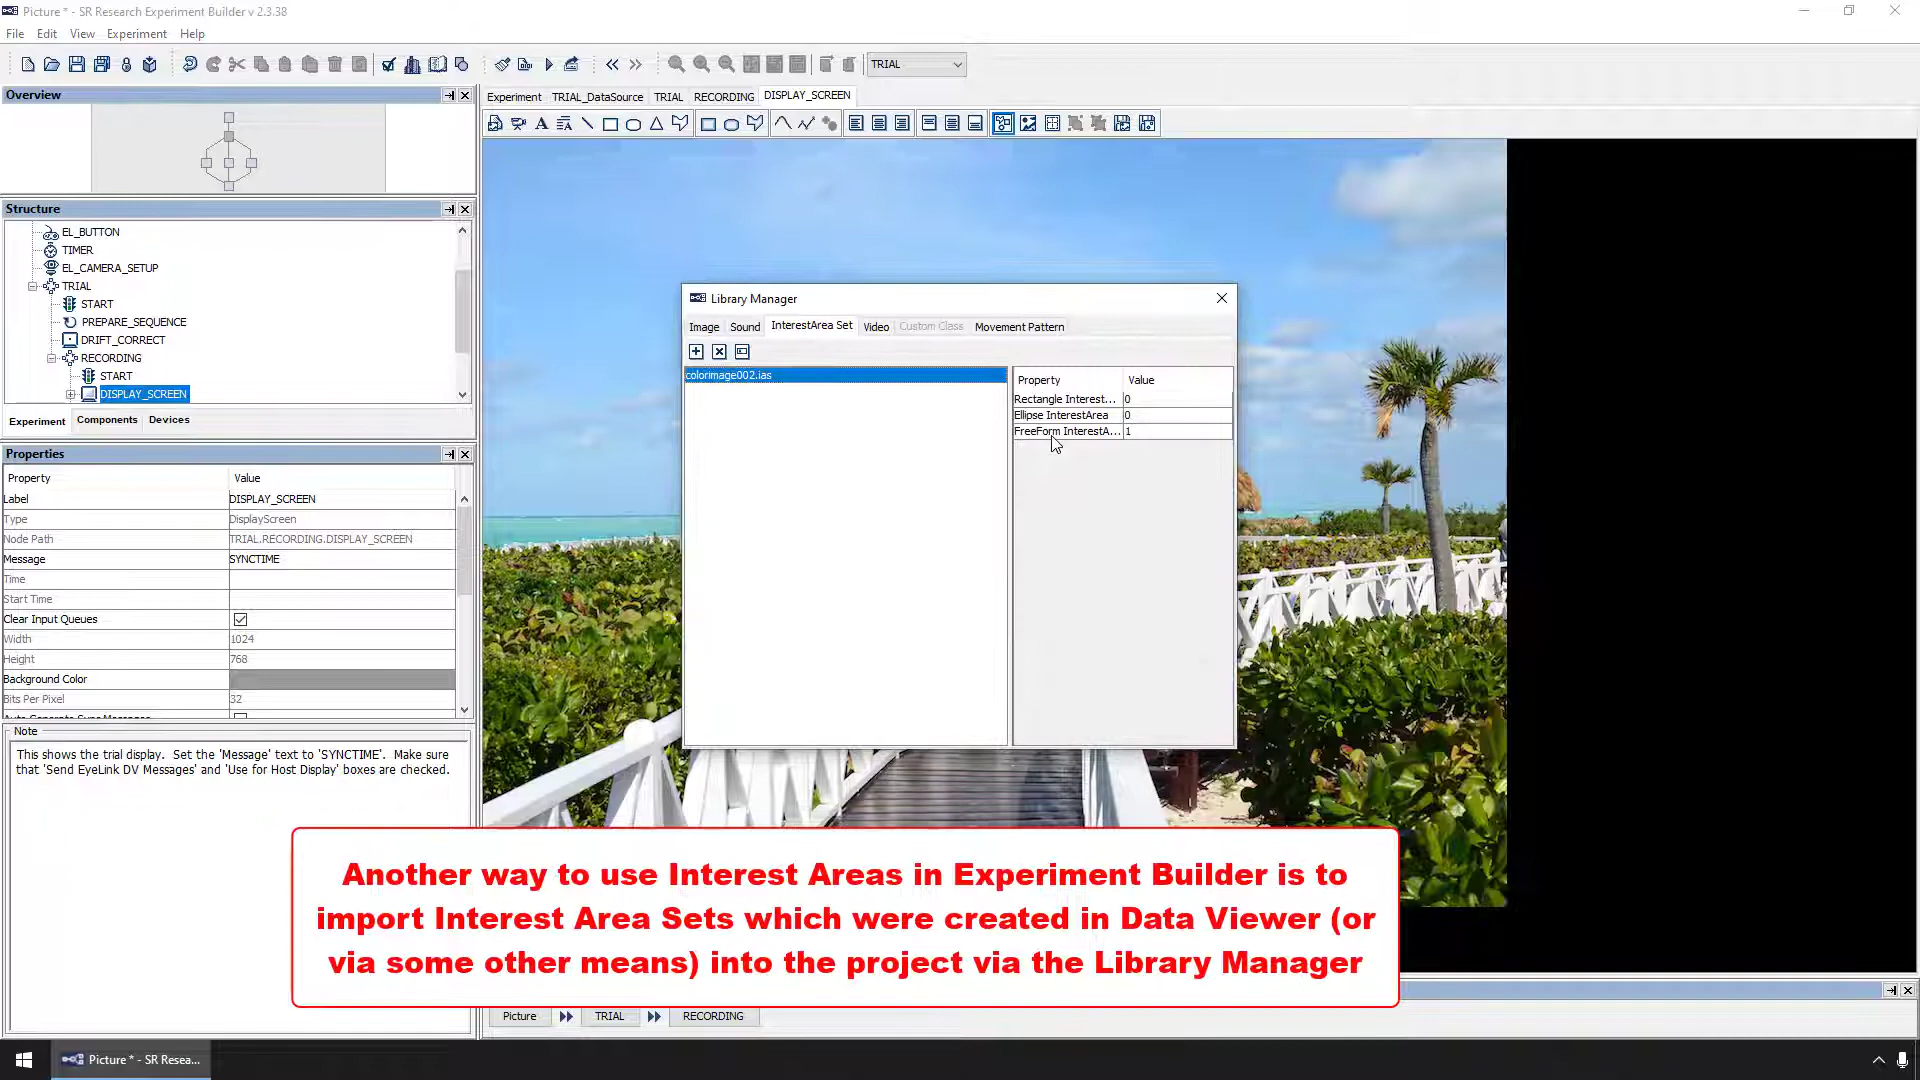 Picture * - SR Research Experiment Builder v 2.3.38
File Edit View Experiment Help
TRIAL
Overview
Experiment TRIAL_DataSource TRIAL RECORDING DISPLAY_SCREEN
Structure
EL_BUTTON
TIMER
EL_CAMERA_SETUP
TRIAL
START
PREPARE_SEQUENCE
DRIFT_CORRECT
RECORDING
START
DISPLAY_SCREEN
Experiment Components Devices
Properties
Property Value
Label DISPLAY_SCREEN
Type DisplayScreen
Node Path TRIAL.RECORDING.DISPLAY_SCREEN
Message SYNCTIME
Time
Start Time
Clear Input Queues
Width 1024
Height 768
Background Color
Bits Per Pixel 32
Note
This shows the trial display. Set the 'Message' text to 'SYNCTIME'. Make sure
that 'Send EyeLink DV Messages' and 'Use for Host Display' boxes are checked.
Library Manager
Image Sound InterestArea Set Video Custom Class Movement Pattern
colorimage002.ias
Property Value
Rectangle Interest... 0
Ellipse InterestArea 0
FreeForm InterestA... 1
Another way to use Interest Areas in Experiment Builder is to
import Interest Area Sets which were created in Data Viewer (or
via some other means) into the project via the Library Manager
Picture TRIAL RECORDING
Picture * - SR Resea...